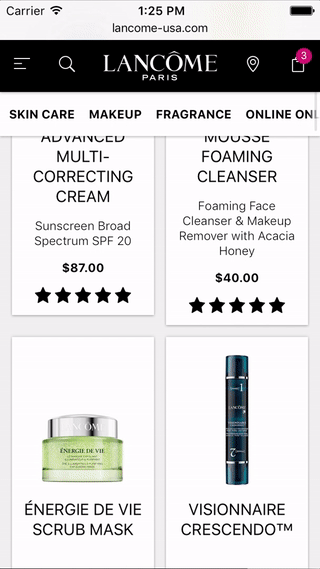 Carrier 1:25 PM
lancome-usa.com
LANCÔME
PARIS
3
SKIN CARE MAKEUP FRAGRANCE ONLINE ONL
ADVANCED
MULTI-
CORRECTING
CREAM
Sunscreen Broad
Spectrum SPF 20
$87.00
MOUSSE
FOAMING
CLEANSER
Foaming Face
Cleanser & Makeup
Remover with Acacia
Honey
$40.00
LANCÔME
ÉNERGIE DE VIE
ÉNERGIE DE VIE
SCRUB MASK
1
LANCÔME
2
VISIONNAIRE
CRESCENDO™